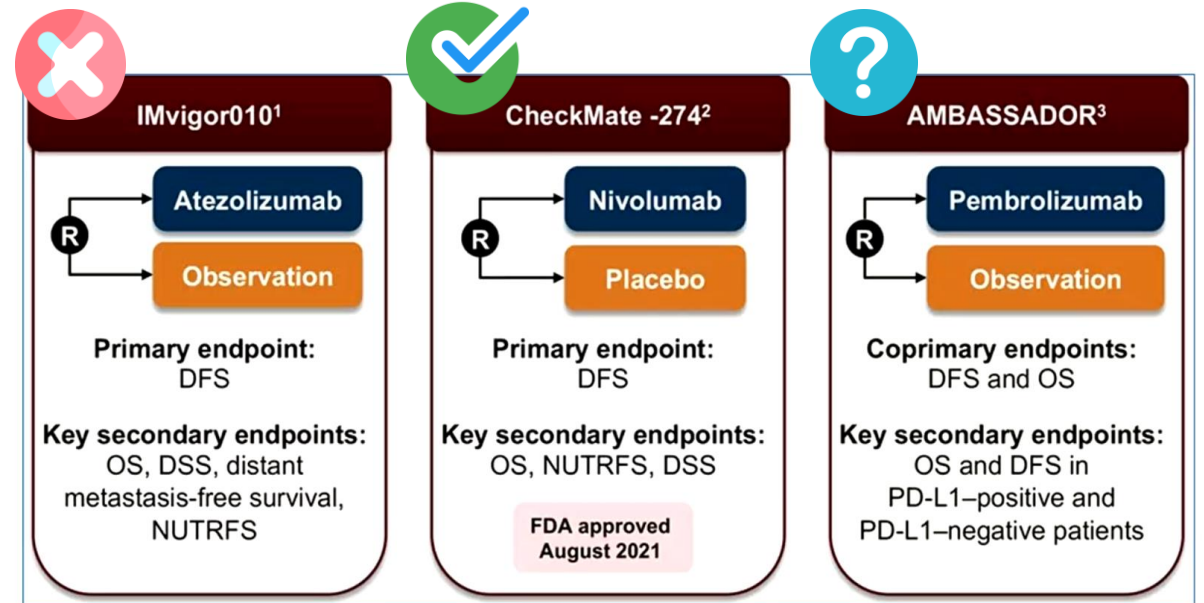 IMvigor010¹
Atezolizumab
R
Observation
Primary endpoint:
DFS
Key secondary endpoints:
OS, DSS, distant
metastasis-free survival,
NUTRFS
CheckMate -274²
Nivolumab
R
Placebo
Primary endpoint:
DFS
Key secondary endpoints:
OS, NUTRFS, DSS
FDA approved
August 2021
?
AMBASSADOR³
Pembrolizumab
R
Observation
Coprimary endpoints:
DFS and OS
Key secondary endpoints:
OS and DFS in
PD-L1–positive and
PD-L1–negative patients